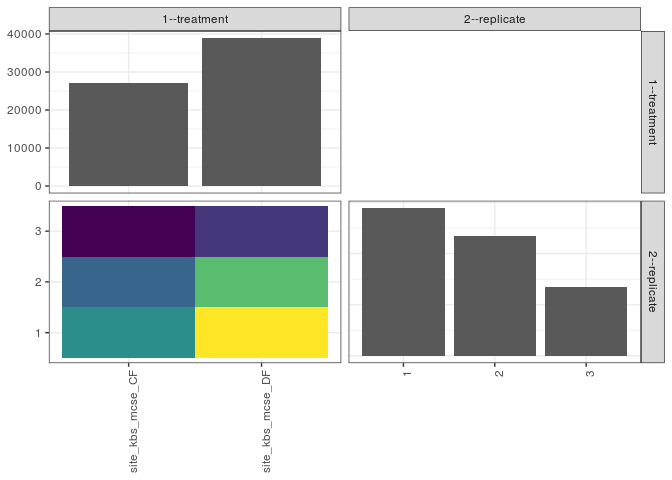 1--treatment
2--replicate
40000
30000
20000
10000
0
1--treatment
3
2
1
2--replicate
site_kbs_mcse_CF
site_kbs_mcse_DF
1
2
3